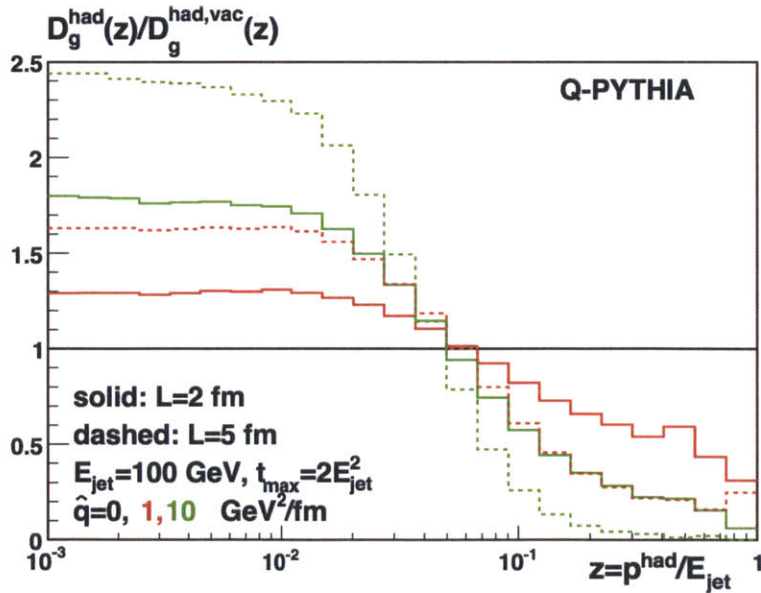 D_g^had(z)/D_g^had,vac(z)
2.5
Q-PYTHIA
2
1.5
1
solid: L=2 fm
dashed: L=5 fm
0.5
E_jet=100 GeV, t_max=2E_jet^2
q̂=0, 1,10 GeV^2/fm
0
10^-3
10^-2
10^-1
1
z=p^had/E_jet